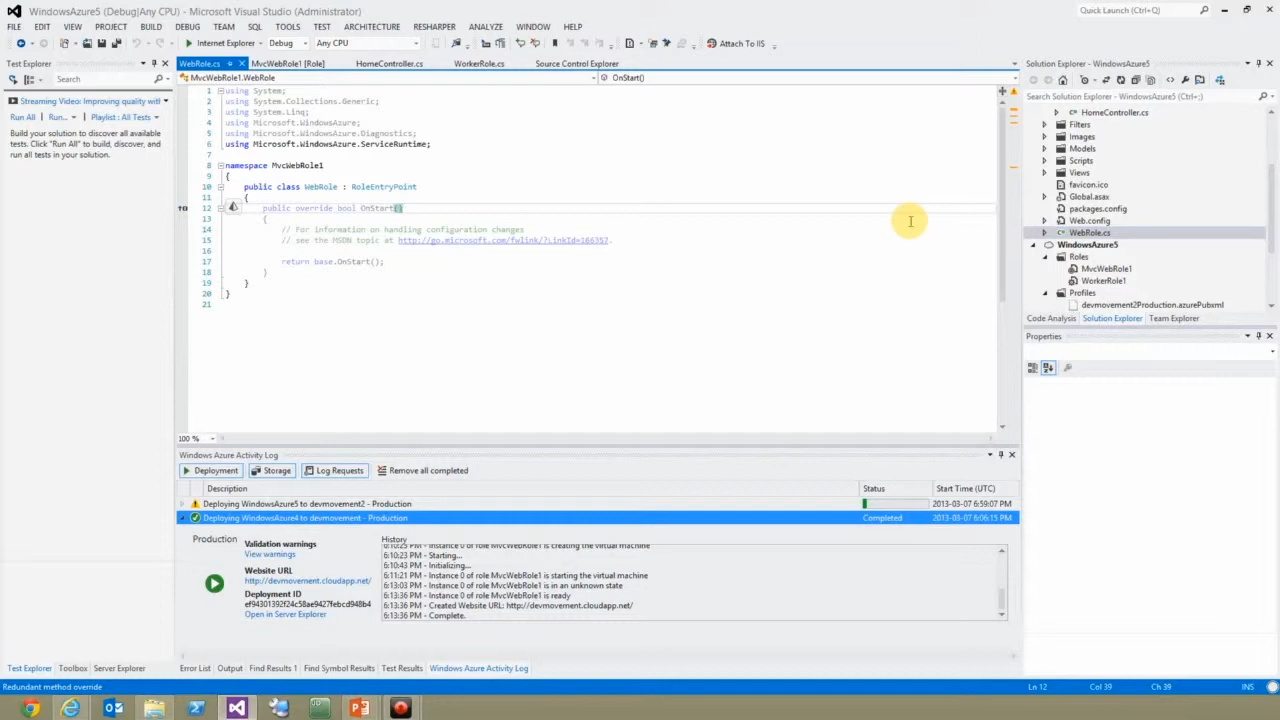 WindowsAzure5 (Debug|Any CPU) - Microsoft Visual Studio (Administrator)
Quick Launch (Ctrl+Q)
FILE EDIT VIEW PROJECT BUILD DEBUG TEAM SQL TOOLS TEST ARCHITECTURE RESHARPER ANALYZE WINDOW HELP
Internet Explorer Debug Any CPU Attach To IIS
Test Explorer
WebRole.cs MvcWebRole1 [Role] HomeController.cs WorkerRole.cs Source Control Explorer
Solution Explorer - WindowsAzure5
Search
MvcWebRole1.WebRole OnStart()
Search Solution Explorer - WindowsAzure5 (Ctrl+;)
Streaming Video: Improving quality wit
Run All Run... Playlist : All Tests
Build your solution to discover all available
tests. Click "Run All" to build, discover, and
run all tests in your solution.
1 using System;
2 using System.Collections.Generic;
3 using System.Linq;
4 using Microsoft.WindowsAzure;
5 using Microsoft.WindowsAzure.Diagnostics;
6 using Microsoft.WindowsAzure.ServiceRuntime;
7
8 namespace MvcWebRole1
9 {
10 public class WebRole : RoleEntryPoint
11 {
12 public override bool OnStart()
13 {
14 // For information on handling configuration changes
15 // see the MSDN topic at http://go.microsoft.com/fwlink/?LinkId=166357.
16
17 return base.OnStart();
18 }
19 }
20 }
21
HomeController.cs
Filters
Images
Models
Scripts
Views
favicon.ico
Global.asax
packages.config
Web.config
WebRole.cs
WindowsAzure5
Roles
MvcWebRole1
WorkerRole1
Profiles
devmovement2Production.azurePubxml
Code Analysis Solution Explorer Team Explorer
Properties
100 %
Windows Azure Activity Log
Deployment Storage Log Requests Remove all completed
Description Status Start Time (UTC)
Deploying WindowsAzure5 to devmovement2 - Production 2013-03-07 6:59:07 PM
Deploying WindowsAzure4 to devmovement - Production Completed 2013-03-07 6:06:15 PM
Production
Validation warnings
View warnings
Website URL
http://devmovement.cloudapp.net/
Deployment ID
ef94301392f24c58ae9427febcd948b4
Open in Server Explorer
History
6:10:23 PM - Instance 0 of role MvcWebRole1 is creating the virtual machine
6:10:23 PM - Starting...
6:10:43 PM - Initializing...
6:11:21 PM - Instance 0 of role MvcWebRole1 is starting the virtual machine
6:13:03 PM - Instance 0 of role MvcWebRole1 is in an unknown state
6:13:36 PM - Instance 0 of role MvcWebRole1 is ready
6:13:36 PM - Created Website URL: http://devmovement.cloudapp.net/
6:13:36 PM - Complete.
Test Explorer Toolbox Server Explorer
Error List Output Find Results 1 Find Symbol Results Test Results Windows Azure Activity Log
Redundant method override
Ln 12 Col 39 Ch 39 INS